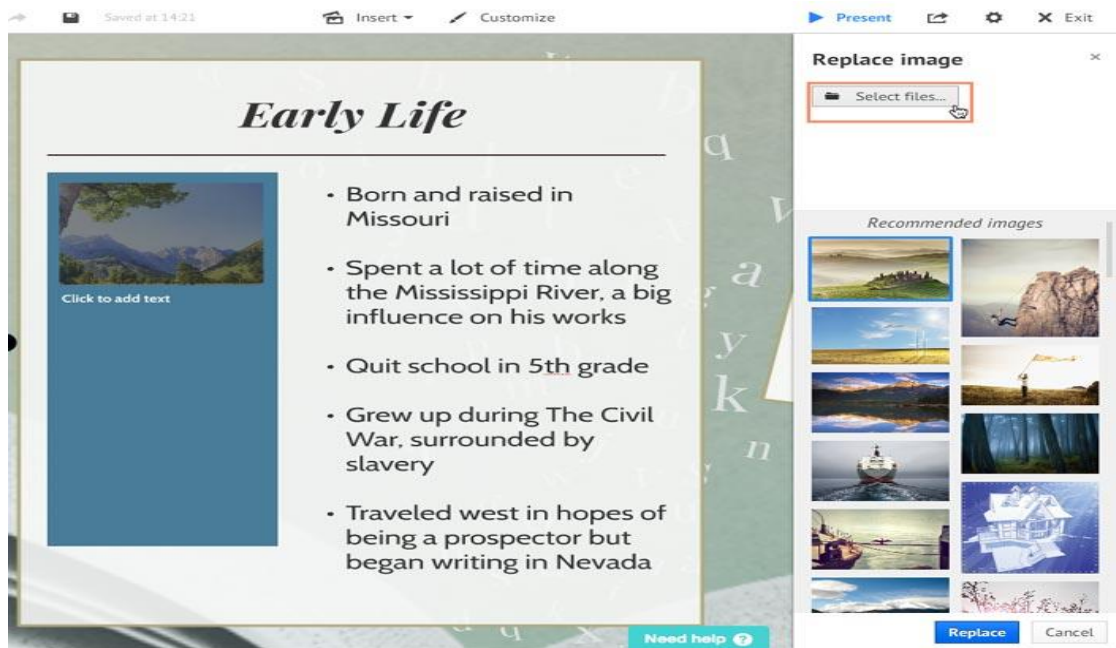 Saved at 14:21
Insert
Customize
Present
Exit
Replace image
Select files...
Early Life
• Born and raised in
Missouri
• Spent a lot of time along
the Mississippi River, a big
influence on his works
• Quit school in 5th grade
• Grew up during The Civil
War, surrounded by
slavery
• Traveled west in hopes of
being a prospector but
began writing in Nevada
Click to add text
Recommended images
q
V
a
y
k
n
Need help ?
Replace
Cancel